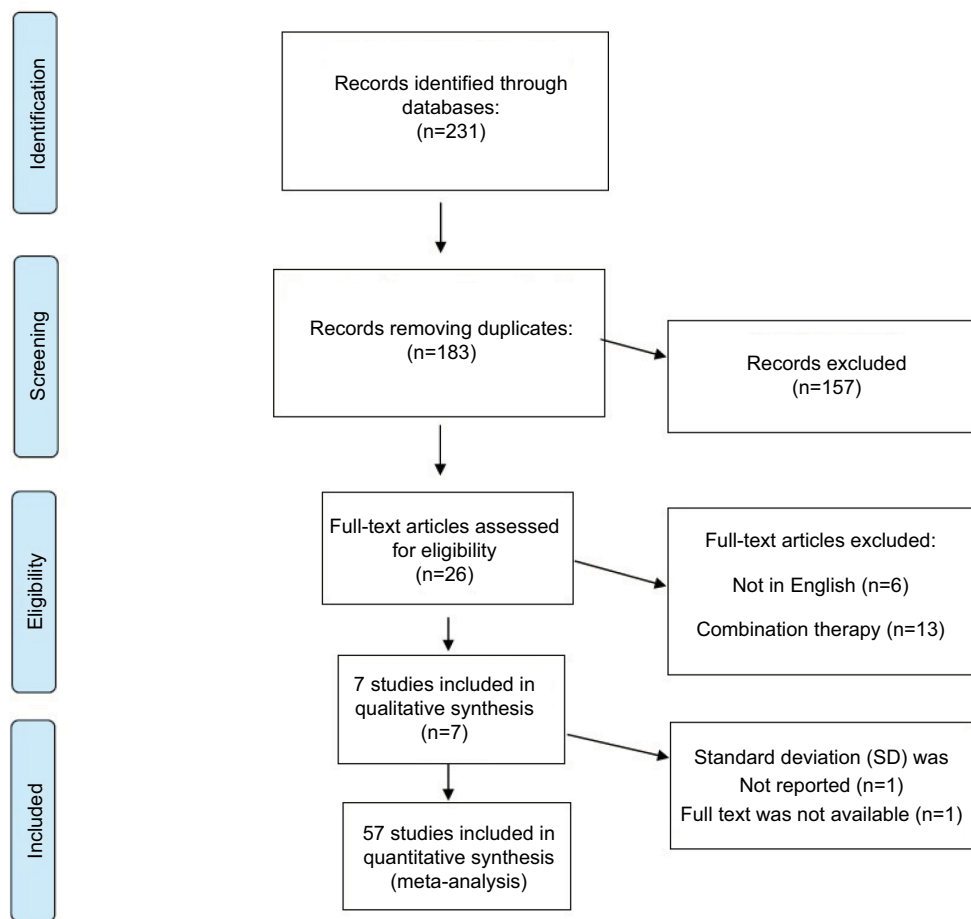 Identification
Records identified through
databases:
(n=231)
Screening
Records removing duplicates:
(n=183)
Records excluded
(n=157)
Eligibility
Full-text articles assessed
for eligibility
(n=26)
Full-text articles excluded:
Not in English (n=6)
Combination therapy (n=13)
7 studies included in
qualitative synthesis
(n=7)
Included
Standard deviation (SD) was
Not reported (n=1)
Full text was not available (n=1)
57 studies included in
quantitative synthesis
(meta-analysis)